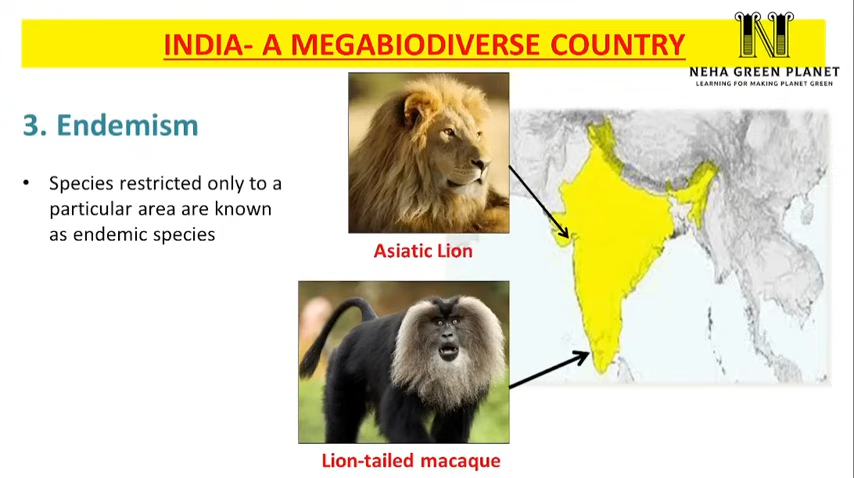 INDIA- A MEGABIODIVERSE COUNTRY
N
NEHA GREEN PLANET
LEARNING FOR MAKING PLANET GREEN
3. Endemism
• Species restricted only to a
particular area are known
as endemic species
Asiatic Lion
Lion-tailed macaque